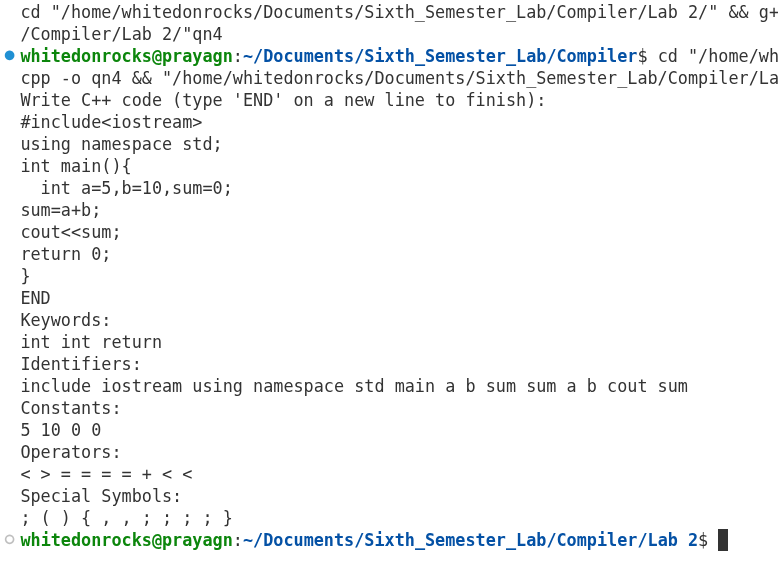 cd "/home/whitedonrocks/Documents/Sixth_Semester_Lab/Compiler/Lab 2/" && g+
/Compiler/Lab 2/"qn4
whitedonrocks@prayagn:~/Documents/Sixth_Semester_Lab/Compiler$ cd "/home/wh
cpp -o qn4 && "/home/whitedonrocks/Documents/Sixth_Semester_Lab/Compiler/La
Write C++ code (type 'END' on a new line to finish):
#include<iostream>
using namespace std;
int main(){
  int a=5,b=10,sum=0;
sum=a+b;
cout<<sum;
return 0;
}
END
Keywords:
int int return
Identifiers:
include iostream using namespace std main a b sum sum a b cout sum
Constants:
5 10 0 0
Operators:
< > = = = = + < <
Special Symbols:
; ( ) { , , ; ; ; ; }
whitedonrocks@prayagn:~/Documents/Sixth_Semester_Lab/Compiler/Lab 2$